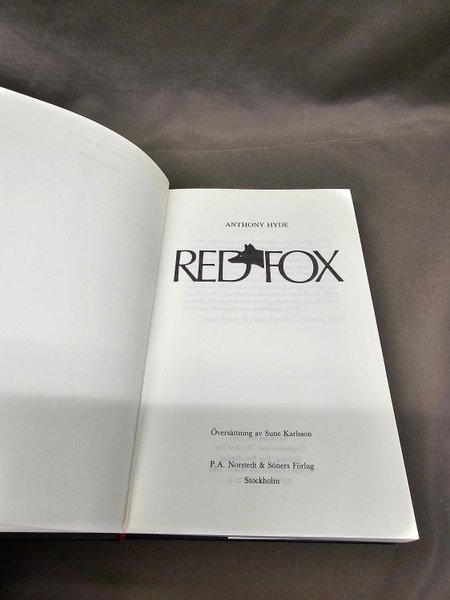 ANTHONY HYDE
RED FOX
Översättning av Sune Karlsson
P.A. Norstedt & Söners Förlag
Stockholm